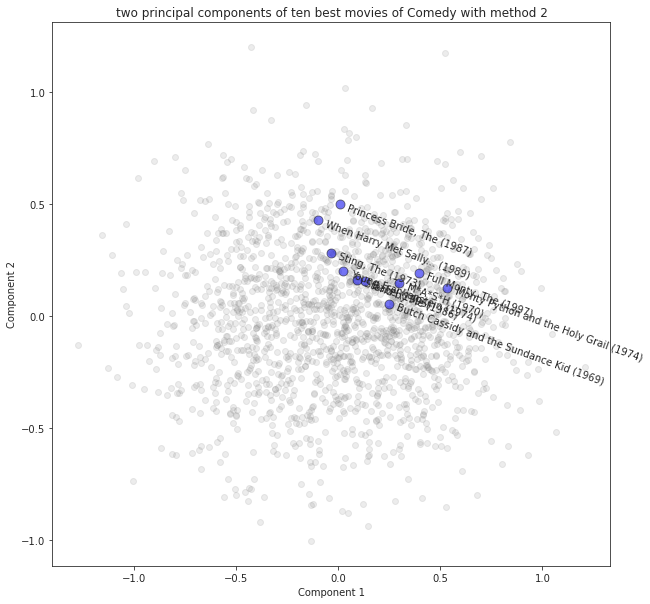 two principal components of ten best movies of Comedy with method 2
Component 2
1.0
0.5
0.0
−0.5
−1.0
Princess Bride, The (1987)
When Harry Met Sally... (1989)
Sting, The (1973)
Full Monty, The (1997)
M*A*S*H (1970)
Monty Python and the Holy Grail (1974)
Butch Cassidy and the Sundance Kid (1969)
−1.0
−0.5
0.0
0.5
1.0
Component 1